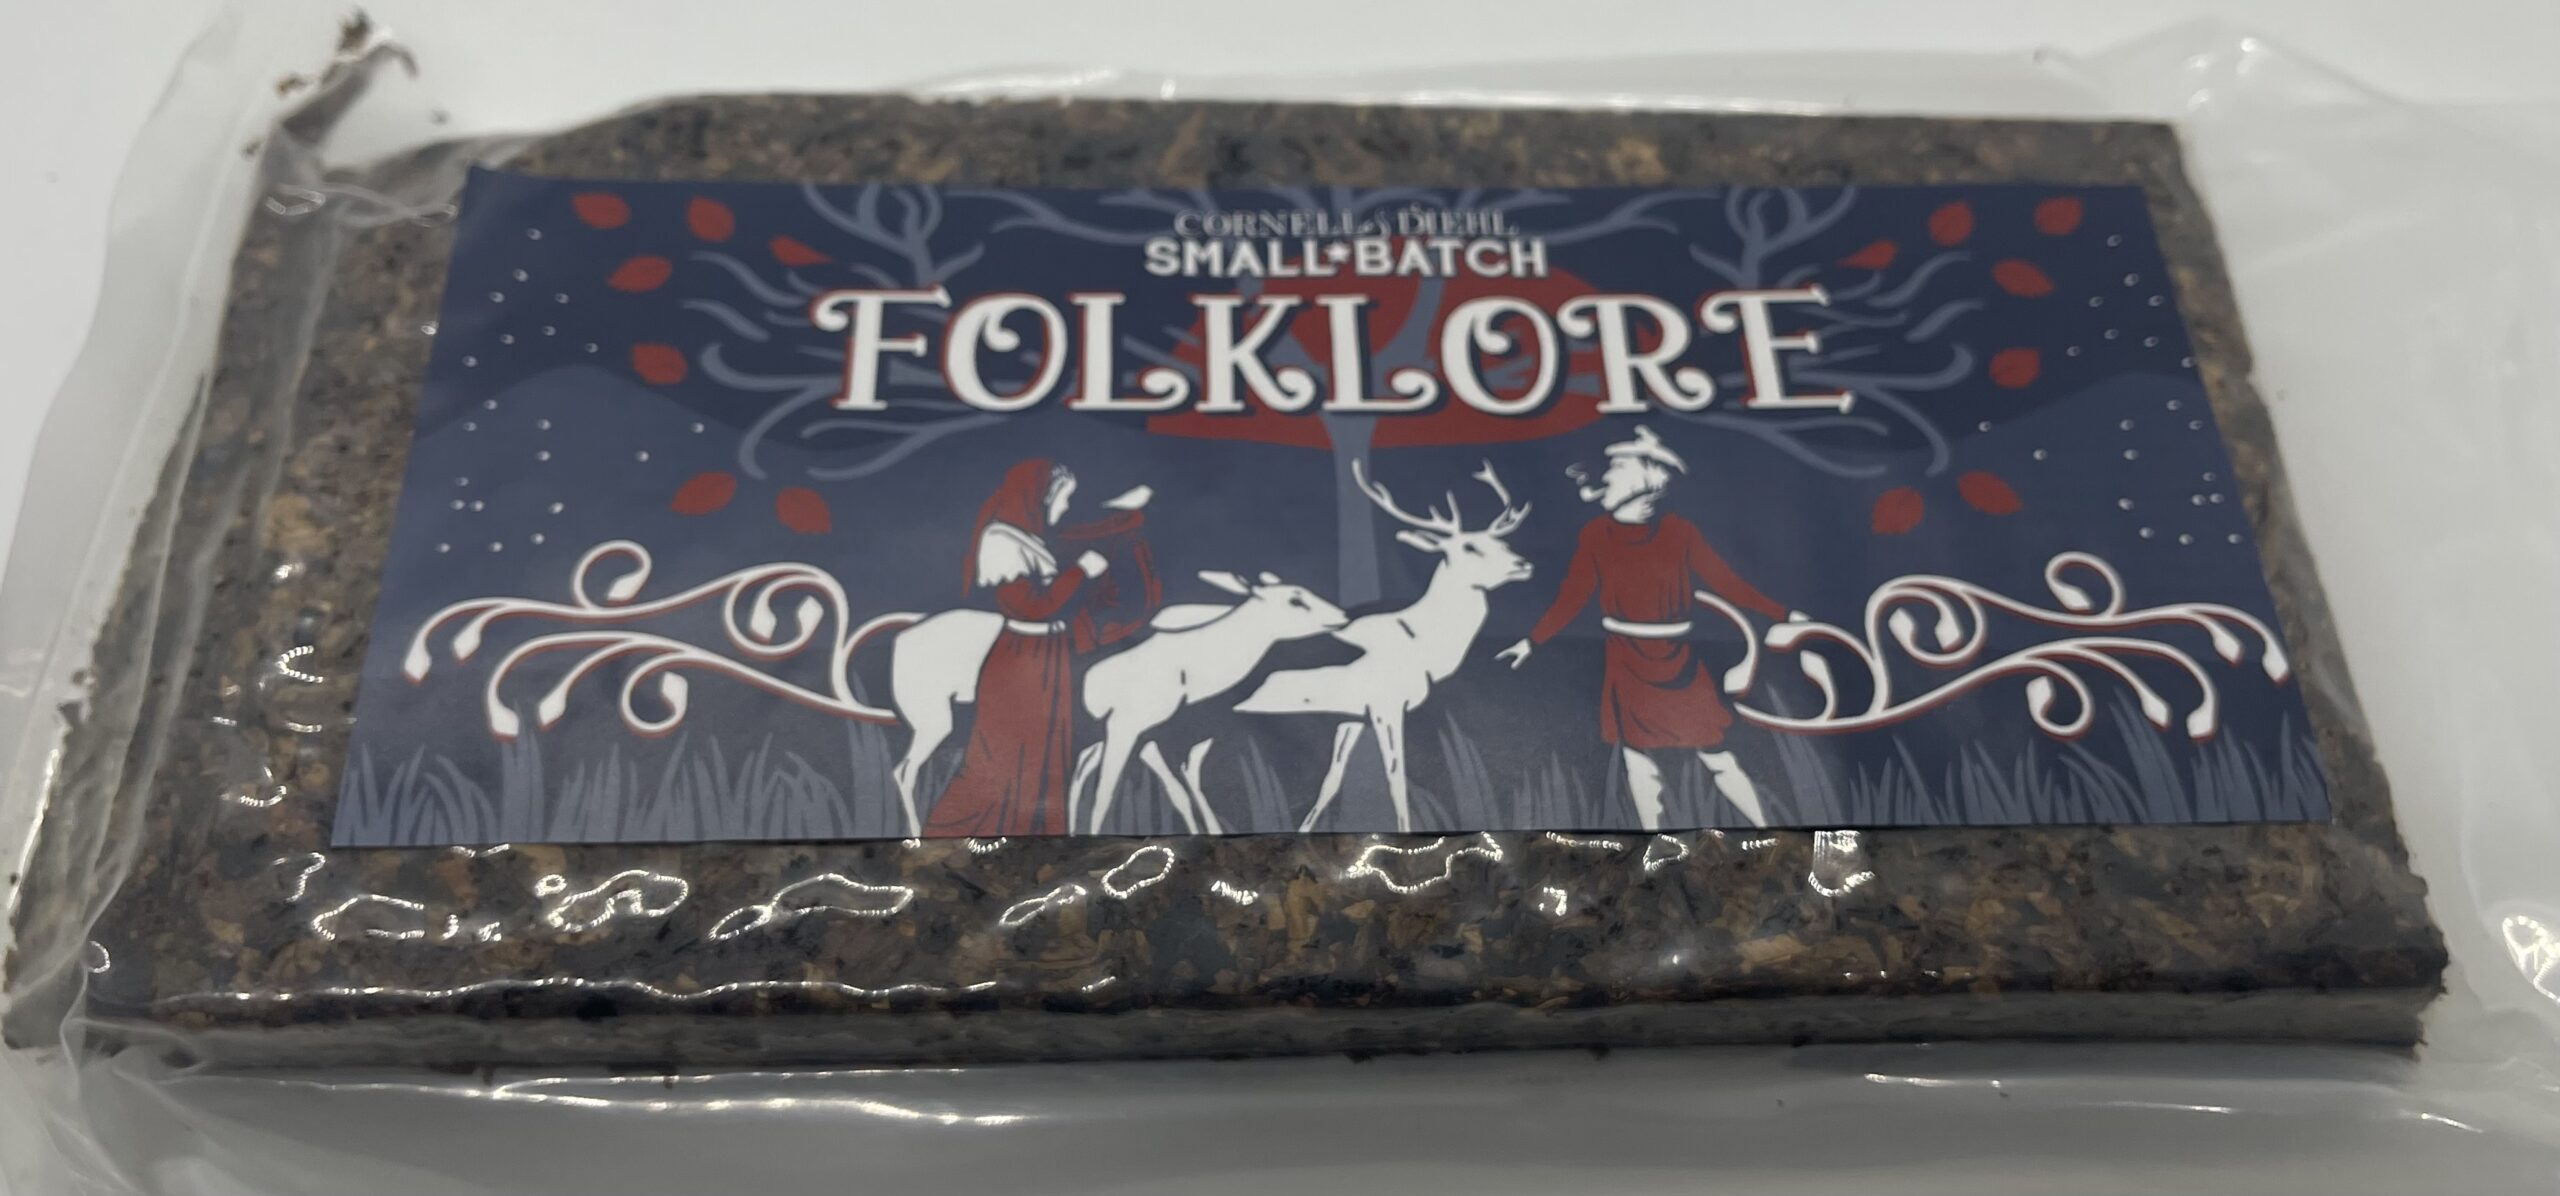 CORNELL & DIEHL
SMALL★BATCH
FOLKLORE